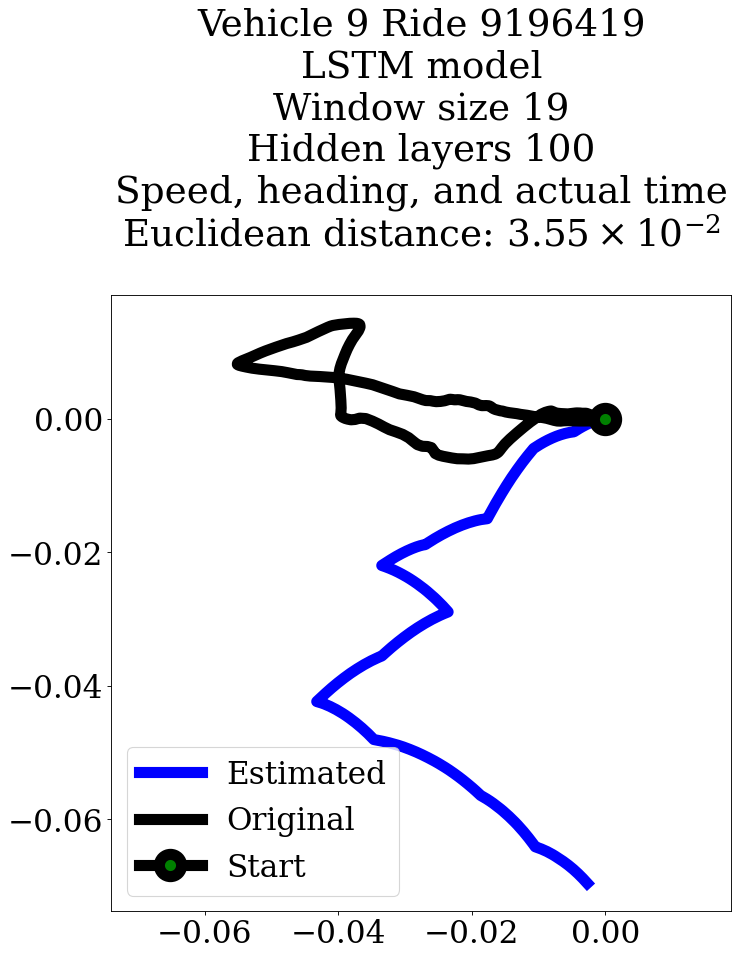 Vehicle 9 Ride 9196419
LSTM model
Window size 19
Hidden layers 100
Speed, heading, and actual time
Euclidean distance: 3.55 × 10⁻²
0.00
−0.02
−0.04
−0.06
Estimated
Original
Start
−0.06 −0.04 −0.02 0.00